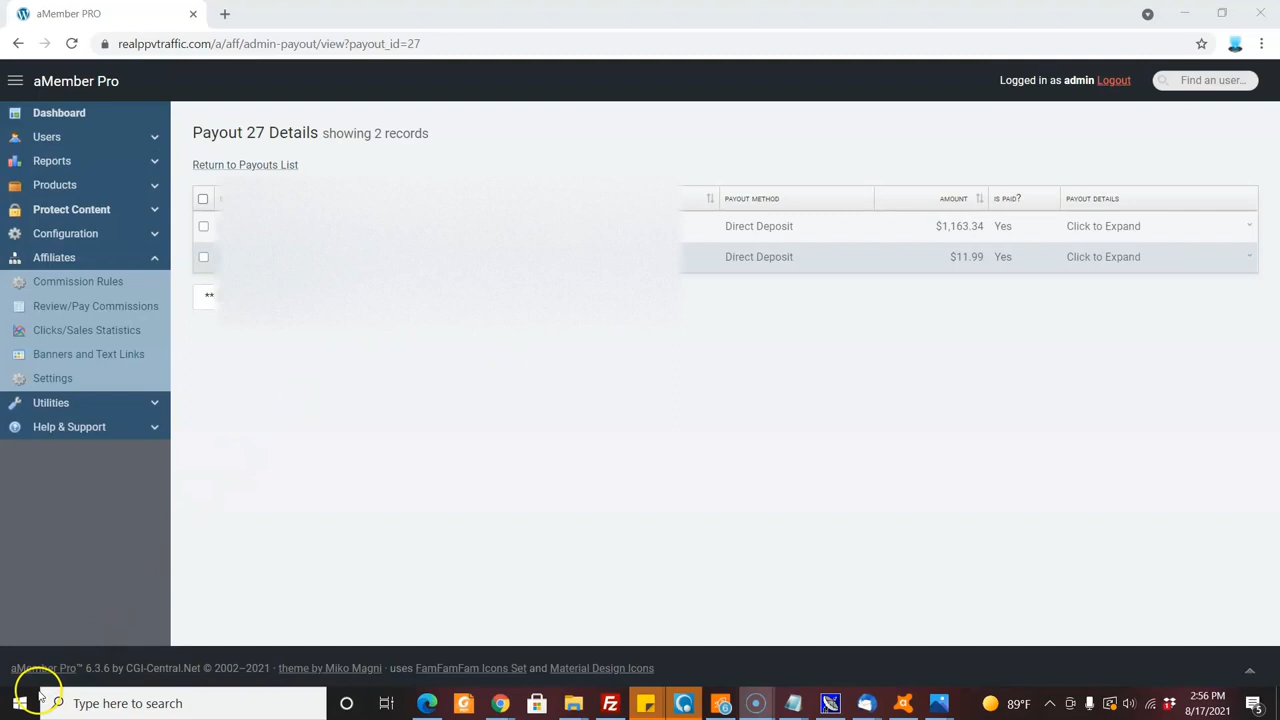 aMember PRO
realppvtraffic.com/a/aff/admin-payout/view?payout_id=27
aMember Pro
Logged in as admin Logout
Find an user...
Dashboard
Users
Reports
Products
Protect Content
Configuration
Affiliates
Commission Rules
Review/Pay Commissions
Clicks/Sales Statistics
Banners and Text Links
Settings
Utilities
Help & Support
Payout 27 Details showing 2 records
Return to Payouts List
PAYOUT METHOD AMOUNT IS PAID? PAYOUT DETAILS
Direct Deposit $1,163.34 Yes Click to Expand
Direct Deposit $11.99 Yes Click to Expand
**
aMember Pro™ 6.3.6 by CGI-Central.Net © 2002–2021 theme by Miko Magni uses FamFamFam Icons Set and Material Design Icons
Type here to search
89°F
2:56 PM
8/17/2021